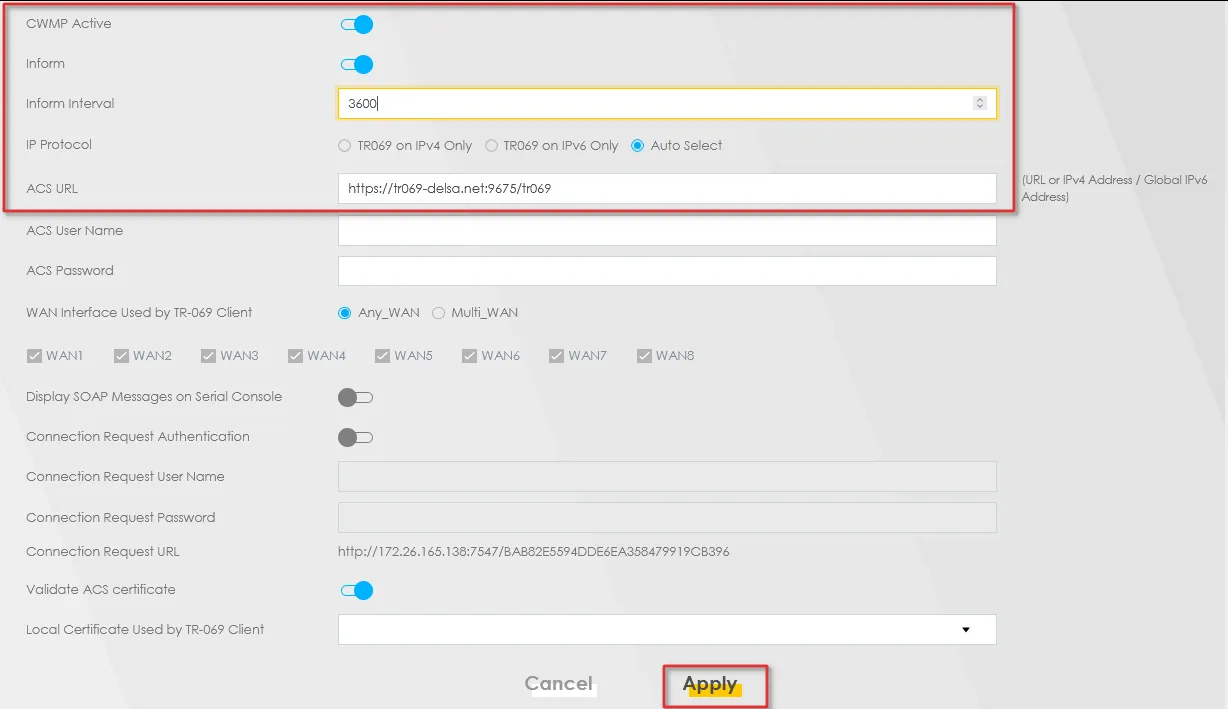 CWMP Active
Inform
Inform Interval 3600
IP Protocol TR069 on IPv4 Only TR069 on IPv6 Only Auto Select
ACS URL https://tr069-delsa.net:9675/tr069 (URL or IPv4 Address / Global IPv6
Address)
ACS User Name
ACS Password
WAN Interface Used by TR-069 Client Any_WAN Multi_WAN
WAN1 WAN2 WAN3 WAN4 WAN5 WAN6 WAN7 WAN8
Display SOAP Messages on Serial Console
Connection Request Authentication
Connection Request User Name
Connection Request Password
Connection Request URL http://172.26.165.138:7547/BAB82E5594DDE6EA358479919CB396
Validate ACS certificate
Local Certificate Used by TR-069 Client
Cancel Apply